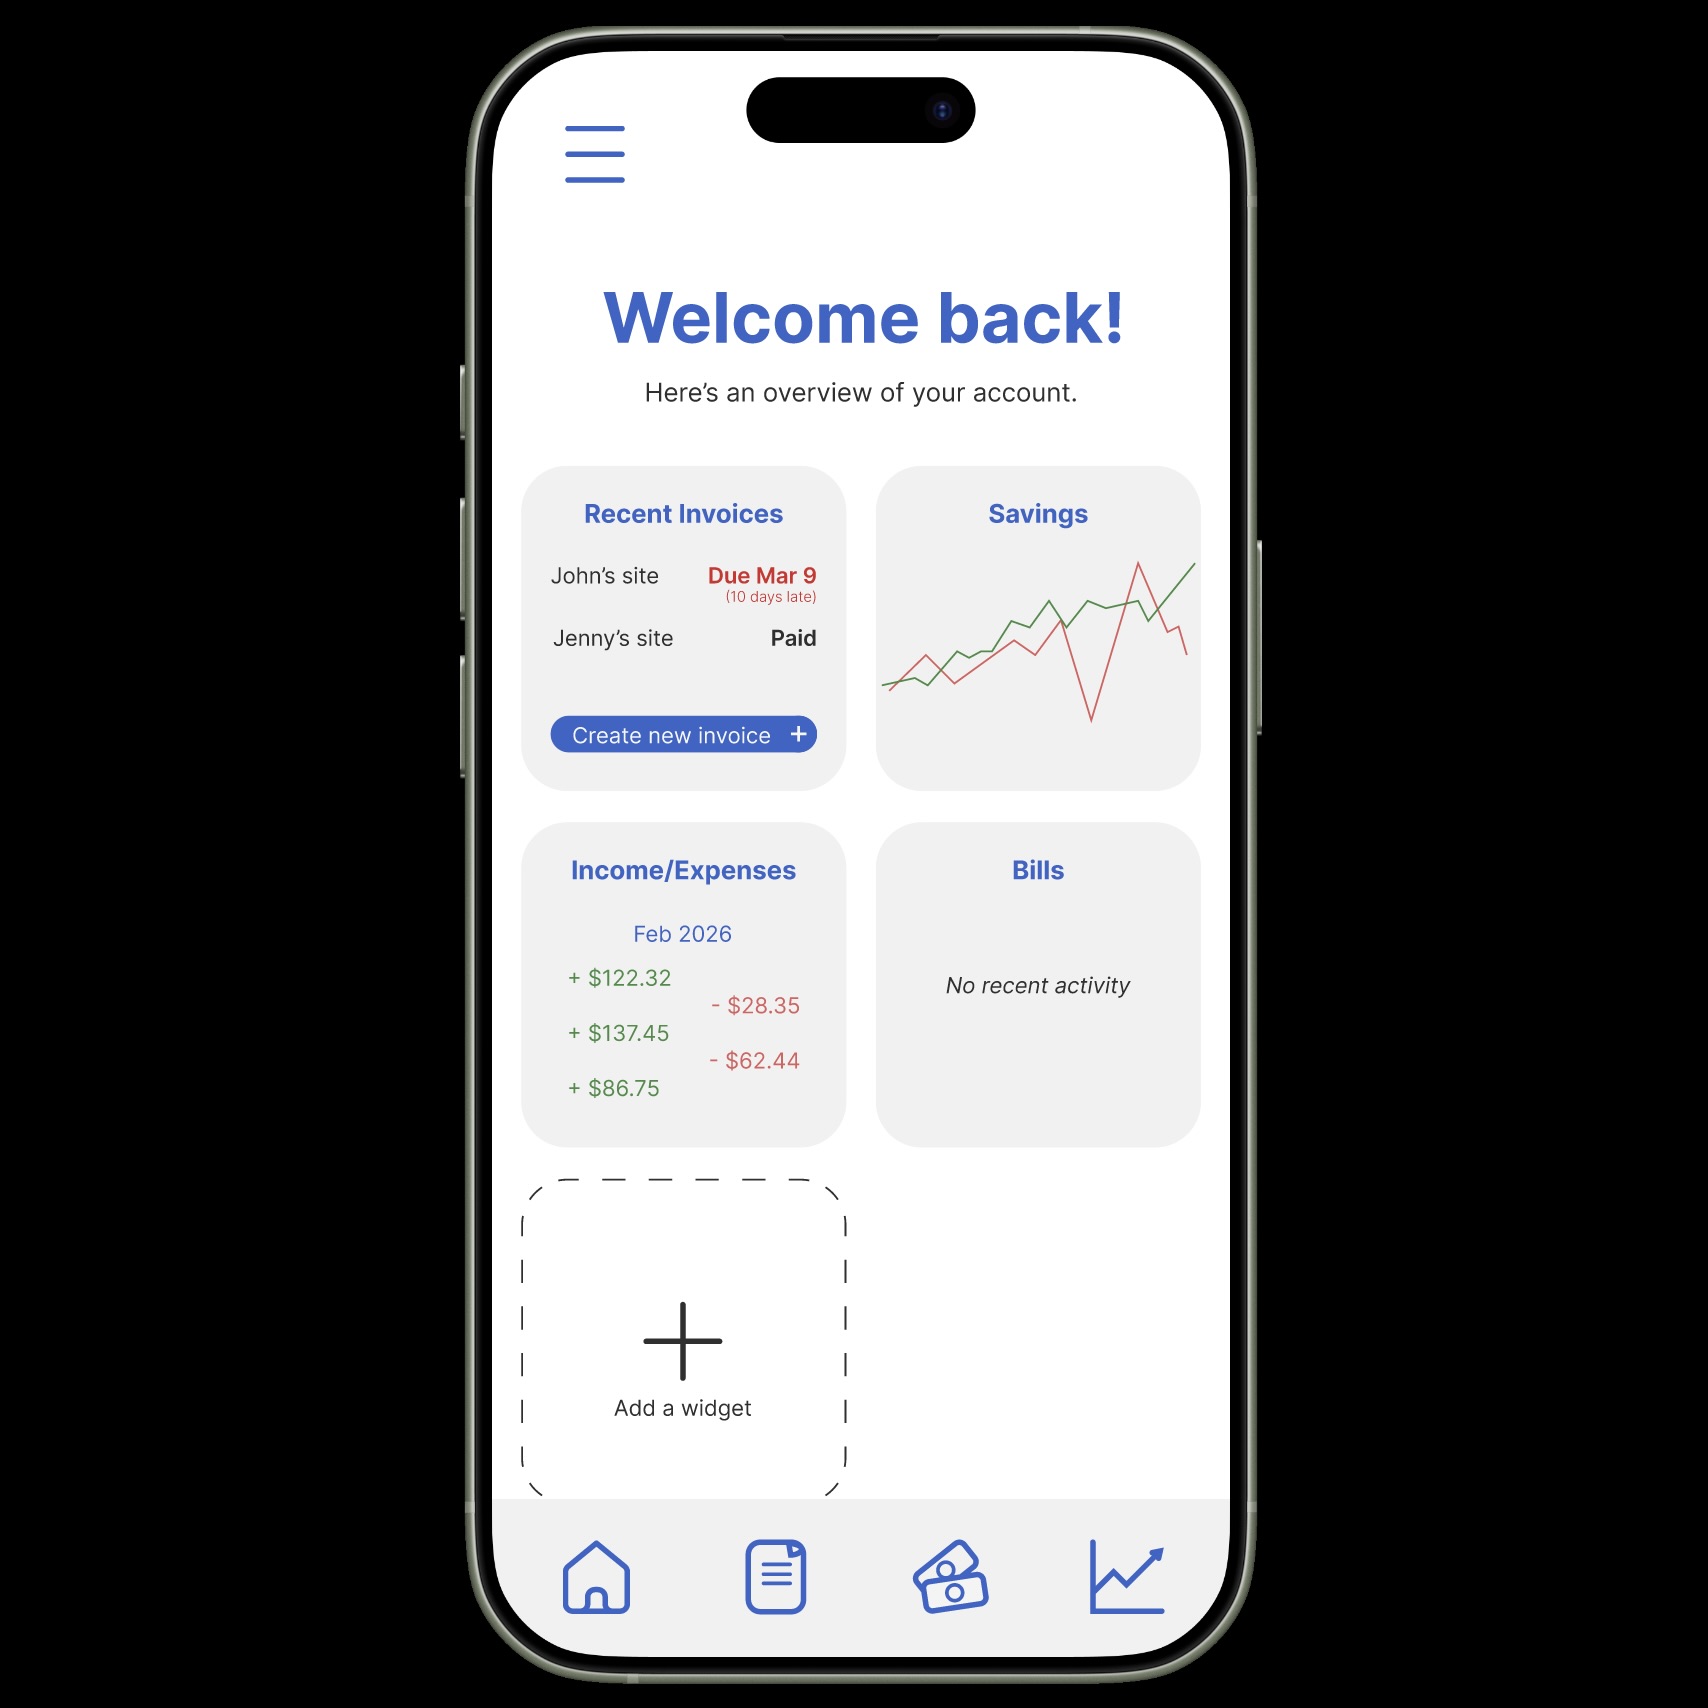 Welcome back!
Here’s an overview of your account.
Recent Invoices
John’s site Due Mar 9
(10 days late)
Jenny’s site Paid
Create new invoice +
Savings
Income/Expenses
Feb 2026
+ $122.32
- $28.35
+ $137.45
- $62.44
+ $86.75
Bills
No recent activity
Add a widget